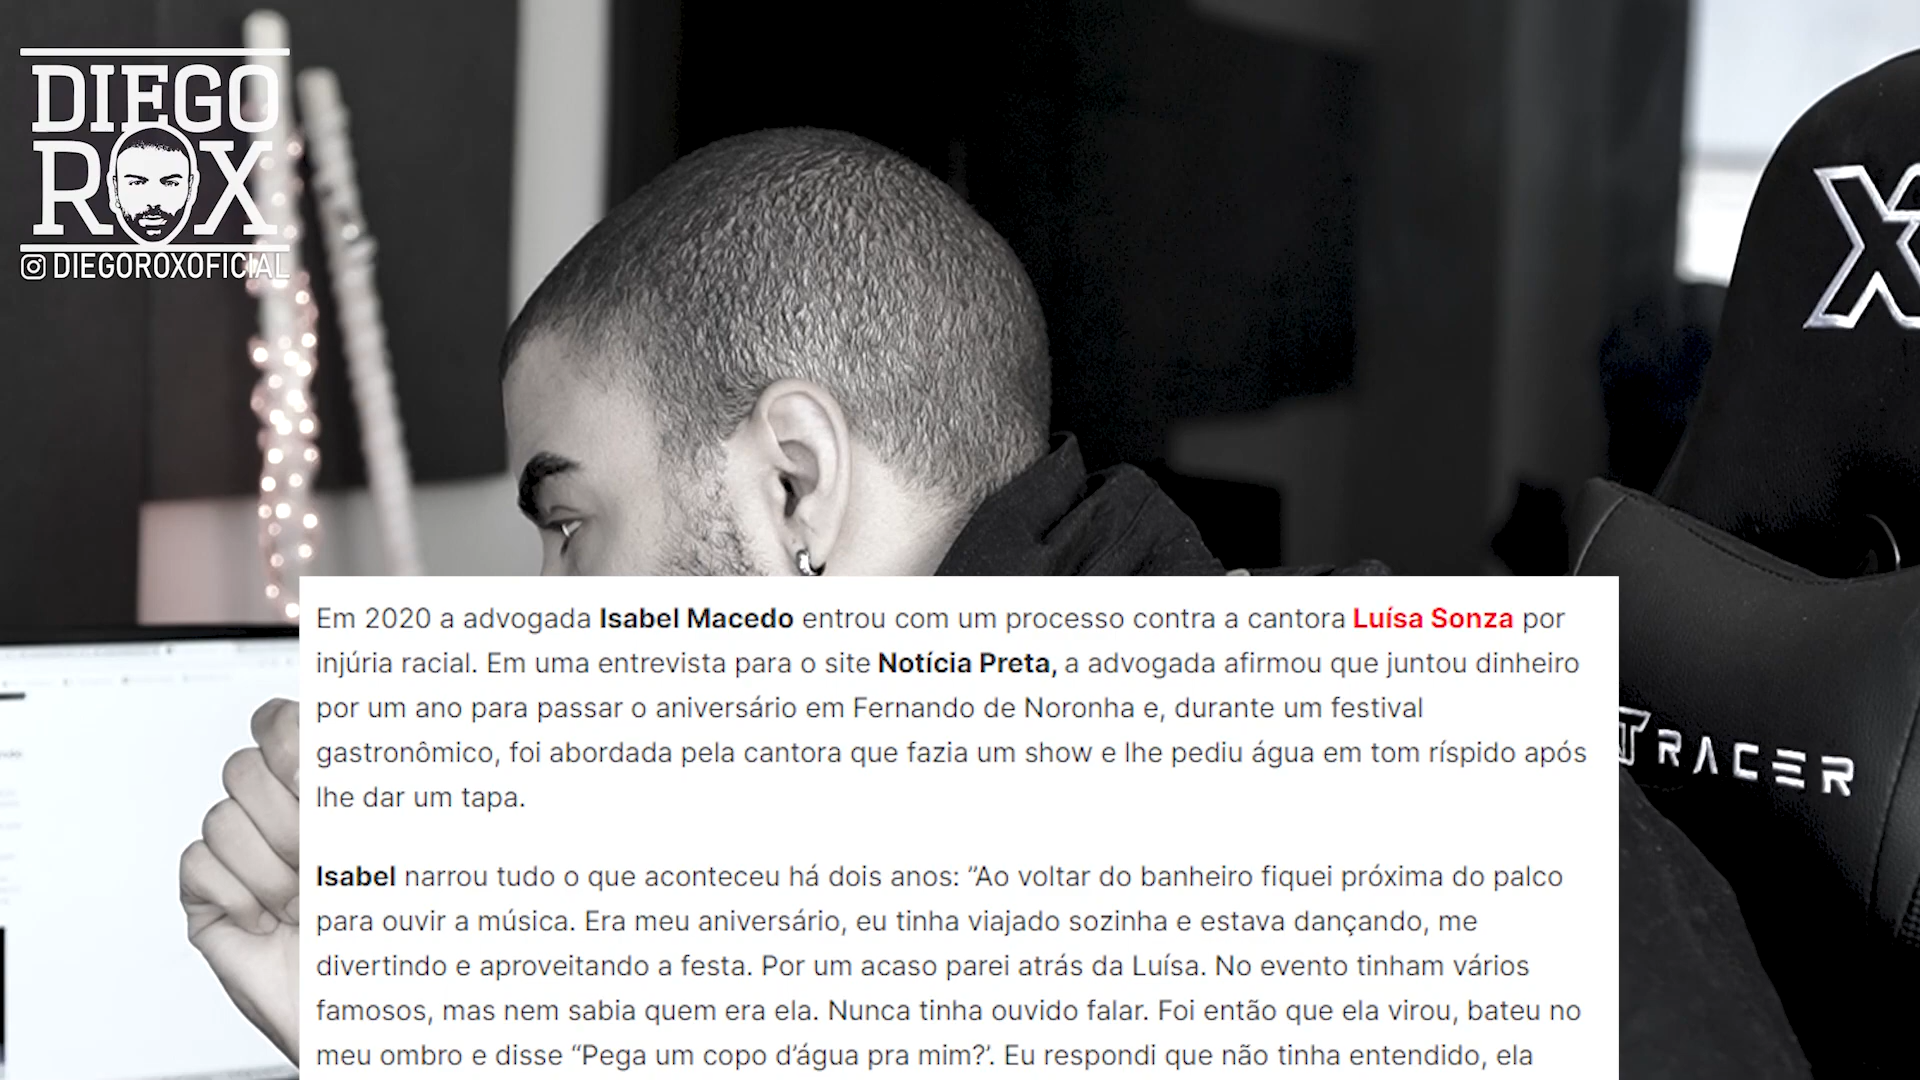 DIEGO
ROX
DIEGOROXOFICIAL
X
TRACER
Em 2020 a advogada Isabel Macedo entrou com um processo contra a cantora Luísa Sonza por
injúria racial. Em uma entrevista para o site Notícia Preta, a advogada afirmou que juntou dinheiro
por um ano para passar o aniversário em Fernando de Noronha e, durante um festival
gastronômico, foi abordada pela cantora que fazia um show e lhe pediu água em tom ríspido após
lhe dar um tapa.
Isabel narrou tudo o que aconteceu há dois anos: ”Ao voltar do banheiro fiquei próxima do palco
para ouvir a música. Era meu aniversário, eu tinha viajado sozinha e estava dançando, me
divertindo e aproveitando a festa. Por um acaso parei atrás da Luísa. No evento tinham vários
famosos, mas nem sabia quem era ela. Nunca tinha ouvido falar. Foi então que ela virou, bateu no
meu ombro e disse “Pega um copo d’água pra mim?’. Eu respondi que não tinha entendido, ela